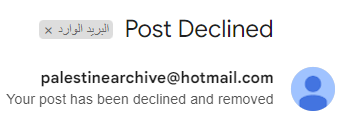 Post Declined
البريد الوارد ×
palestinearchive@hotmail.com
Your post has been declined and removed